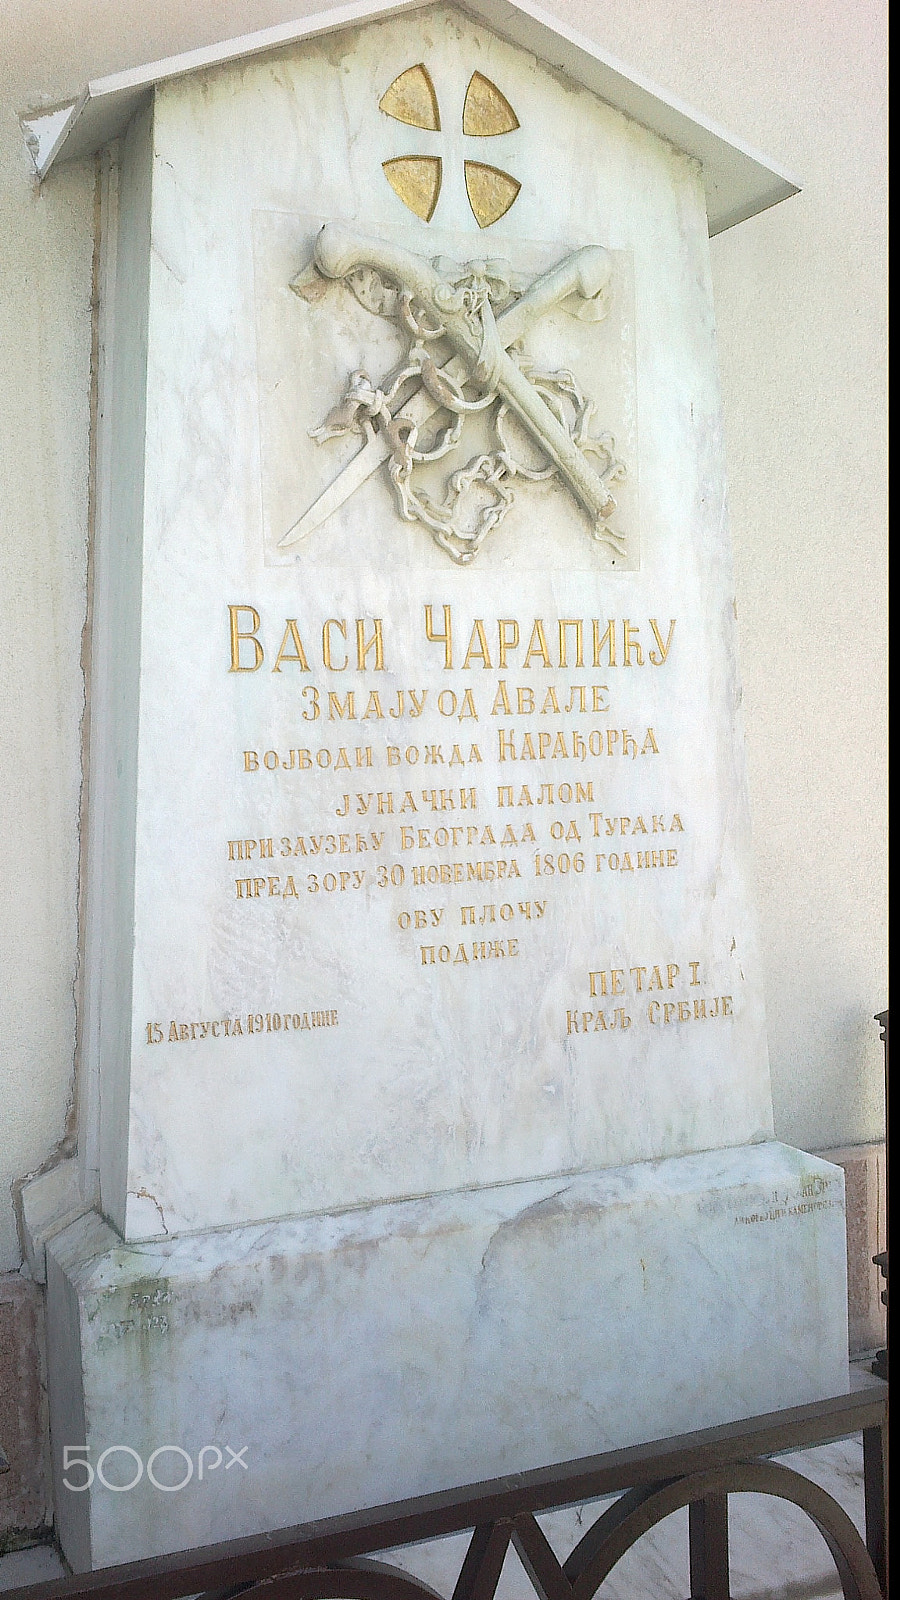 Васи Чарапићу
Змају од Авале
војводи вожда Карађорђа
јуначки палом
при заузећу Београда од Турака
пред зору 30 новембра 1806 године
ову плочу
подиже
Петар I.
Краљ Србије
15 Августа 1910 године
500px